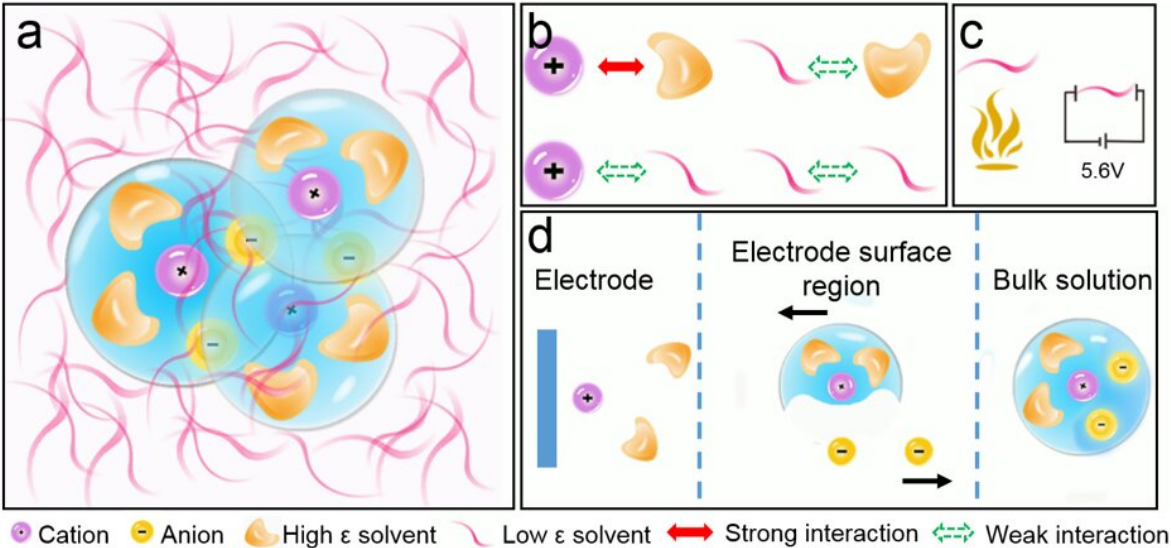 a
b
c
5.6V
d
Electrode
Electrode surface
region
Bulk solution
Cation
Anion
High ε solvent
Low ε solvent
Strong interaction
Weak interaction